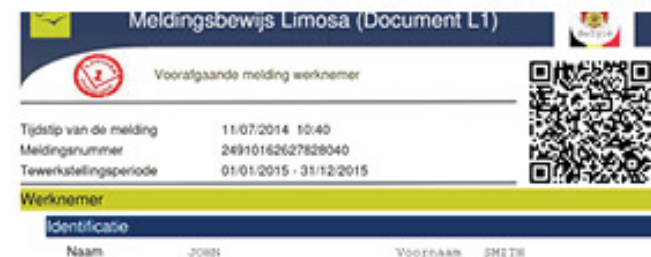 Meldingsbewijs Limosa (Document L1)
België
Voorafgaande melding werknemer
Tijdstip van de melding 11/07/2014 10:40
Meldingsnummer 24910162627828040
Tewerkstellingsperiode 01/01/2015 - 31/12/2015
Werknemer
Identificatie
Naam JOHN Voornaam SMITH